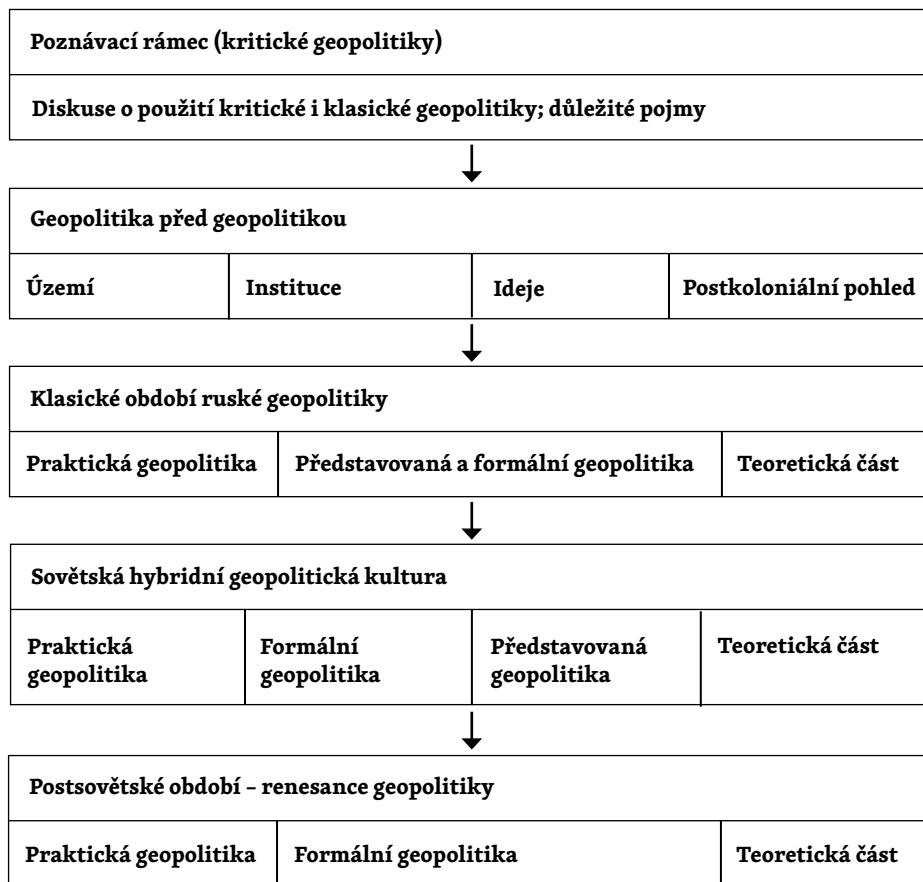 Poznávací rámec (kritické geopolitiky)
Diskuse o použití kritické i klasické geopolitiky; důležité pojmy
Geopolitika před geopolitikou
Území
Instituce
Ideje
Postkoloniální pohled
Klasické období ruské geopolitiky
Praktická geopolitika
Představovaná a formální geopolitika
Teoretická část
Sovětská hybridní geopolitická kultura
Praktická
geopolitika
Formální
geopolitika
Představovaná
geopolitika
Teoretická část
Postsovětské období – renesance geopolitiky
Praktická geopolitika
Formální geopolitika
Teoretická část